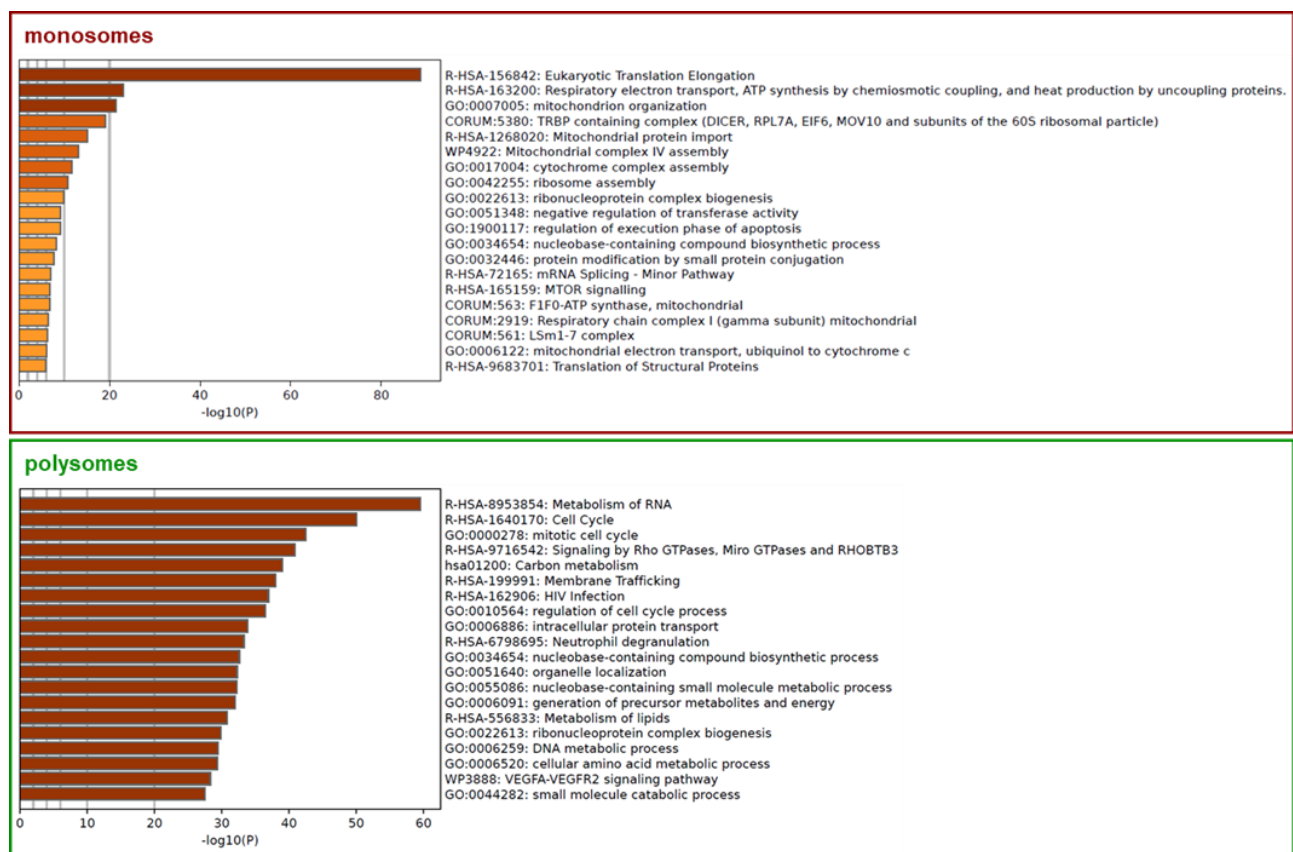 monosomes
R-HSA-156842: Eukaryotic Translation Elongation
R-HSA-163200: Respiratory electron transport, ATP synthesis by chemiosmotic coupling, and heat production by uncoupling proteins.
GO:0007005: mitochondrion organization
CORUM:5380: TRBP containing complex (DICER, RPL7A, EIF6, MOV10 and subunits of the 60S ribosomal particle)
R-HSA-1268020: Mitochondrial protein import
WP4922: Mitochondrial complex IV assembly
GO:0017004: cytochrome complex assembly
GO:0042255: ribosome assembly
GO:0022613: ribonucleoprotein complex biogenesis
GO:0051348: negative regulation of transferase activity
GO:1900117: regulation of execution phase of apoptosis
GO:0034654: nucleobase-containing compound biosynthetic process
GO:0032446: protein modification by small protein conjugation
R-HSA-72165: mRNA Splicing - Minor Pathway
R-HSA-165159: MTOR signalling
CORUM:563: F1F0-ATP synthase, mitochondrial
CORUM:2919: Respiratory chain complex I (gamma subunit) mitochondrial
CORUM:561: LSm1-7 complex
GO:0006122: mitochondrial electron transport, ubiquinol to cytochrome c
R-HSA-9683701: Translation of Structural Proteins
0 20 40 60 80
-log10(P)
polysomes
R-HSA-8953854: Metabolism of RNA
R-HSA-1640170: Cell Cycle
GO:0000278: mitotic cell cycle
R-HSA-9716542: Signaling by Rho GTPases, Miro GTPases and RHOBTB3
hsa01200: Carbon metabolism
R-HSA-199991: Membrane Trafficking
R-HSA-162906: HIV Infection
GO:0010564: regulation of cell cycle process
GO:0006886: intracellular protein transport
R-HSA-6798695: Neutrophil degranulation
GO:0034654: nucleobase-containing compound biosynthetic process
GO:0051640: organelle localization
GO:0055086: nucleobase-containing small molecule metabolic process
GO:0006091: generation of precursor metabolites and energy
R-HSA-556833: Metabolism of lipids
GO:0022613: ribonucleoprotein complex biogenesis
GO:0006259: DNA metabolic process
GO:0006520: cellular amino acid metabolic process
WP3888: VEGFA-VEGFR2 signaling pathway
GO:0044282: small molecule catabolic process
0 10 20 30 40 50 60
-log10(P)